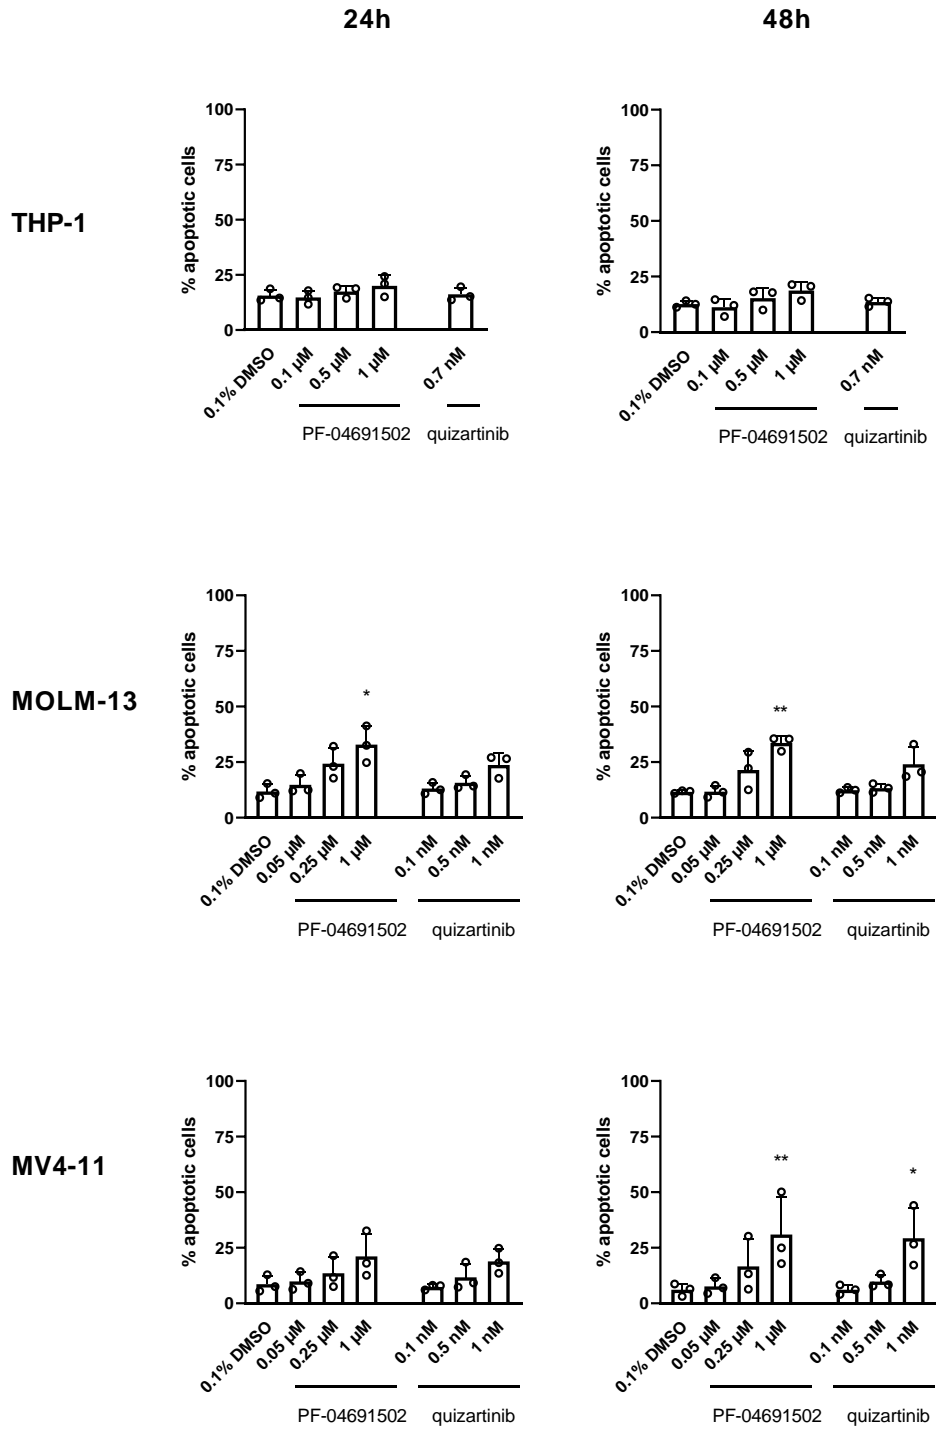 24h
48h
THP-1
% apoptotic cells
100
75
50
25
0
0.1% DMSO
0.1 µM
0.5 µM
1 µM
0.7 nM
PF-04691502
quizartinib
% apoptotic cells
100
75
50
25
0
0.1% DMSO
0.1 µM
0.5 µM
1 µM
0.7 nM
PF-04691502
quizartinib
MOLM-13
% apoptotic cells
100
75
50
25
0
*
0.1% DMSO
0.05 µM
0.25 µM
1 µM
0.1 nM
0.5 nM
1 nM
PF-04691502
quizartinib
% apoptotic cells
100
75
50
25
0
**
0.1% DMSO
0.05 µM
0.25 µM
1 µM
0.1 nM
0.5 nM
1 nM
PF-04691502
quizartinib
MV4-11
% apoptotic cells
100
75
50
25
0
0.1% DMSO
0.05 µM
0.25 µM
1 µM
0.1 nM
0.5 nM
1 nM
PF-04691502
quizartinib
% apoptotic cells
100
75
50
25
0
**
*
0.1% DMSO
0.05 µM
0.25 µM
1 µM
0.1 nM
0.5 nM
1 nM
PF-04691502
quizartinib